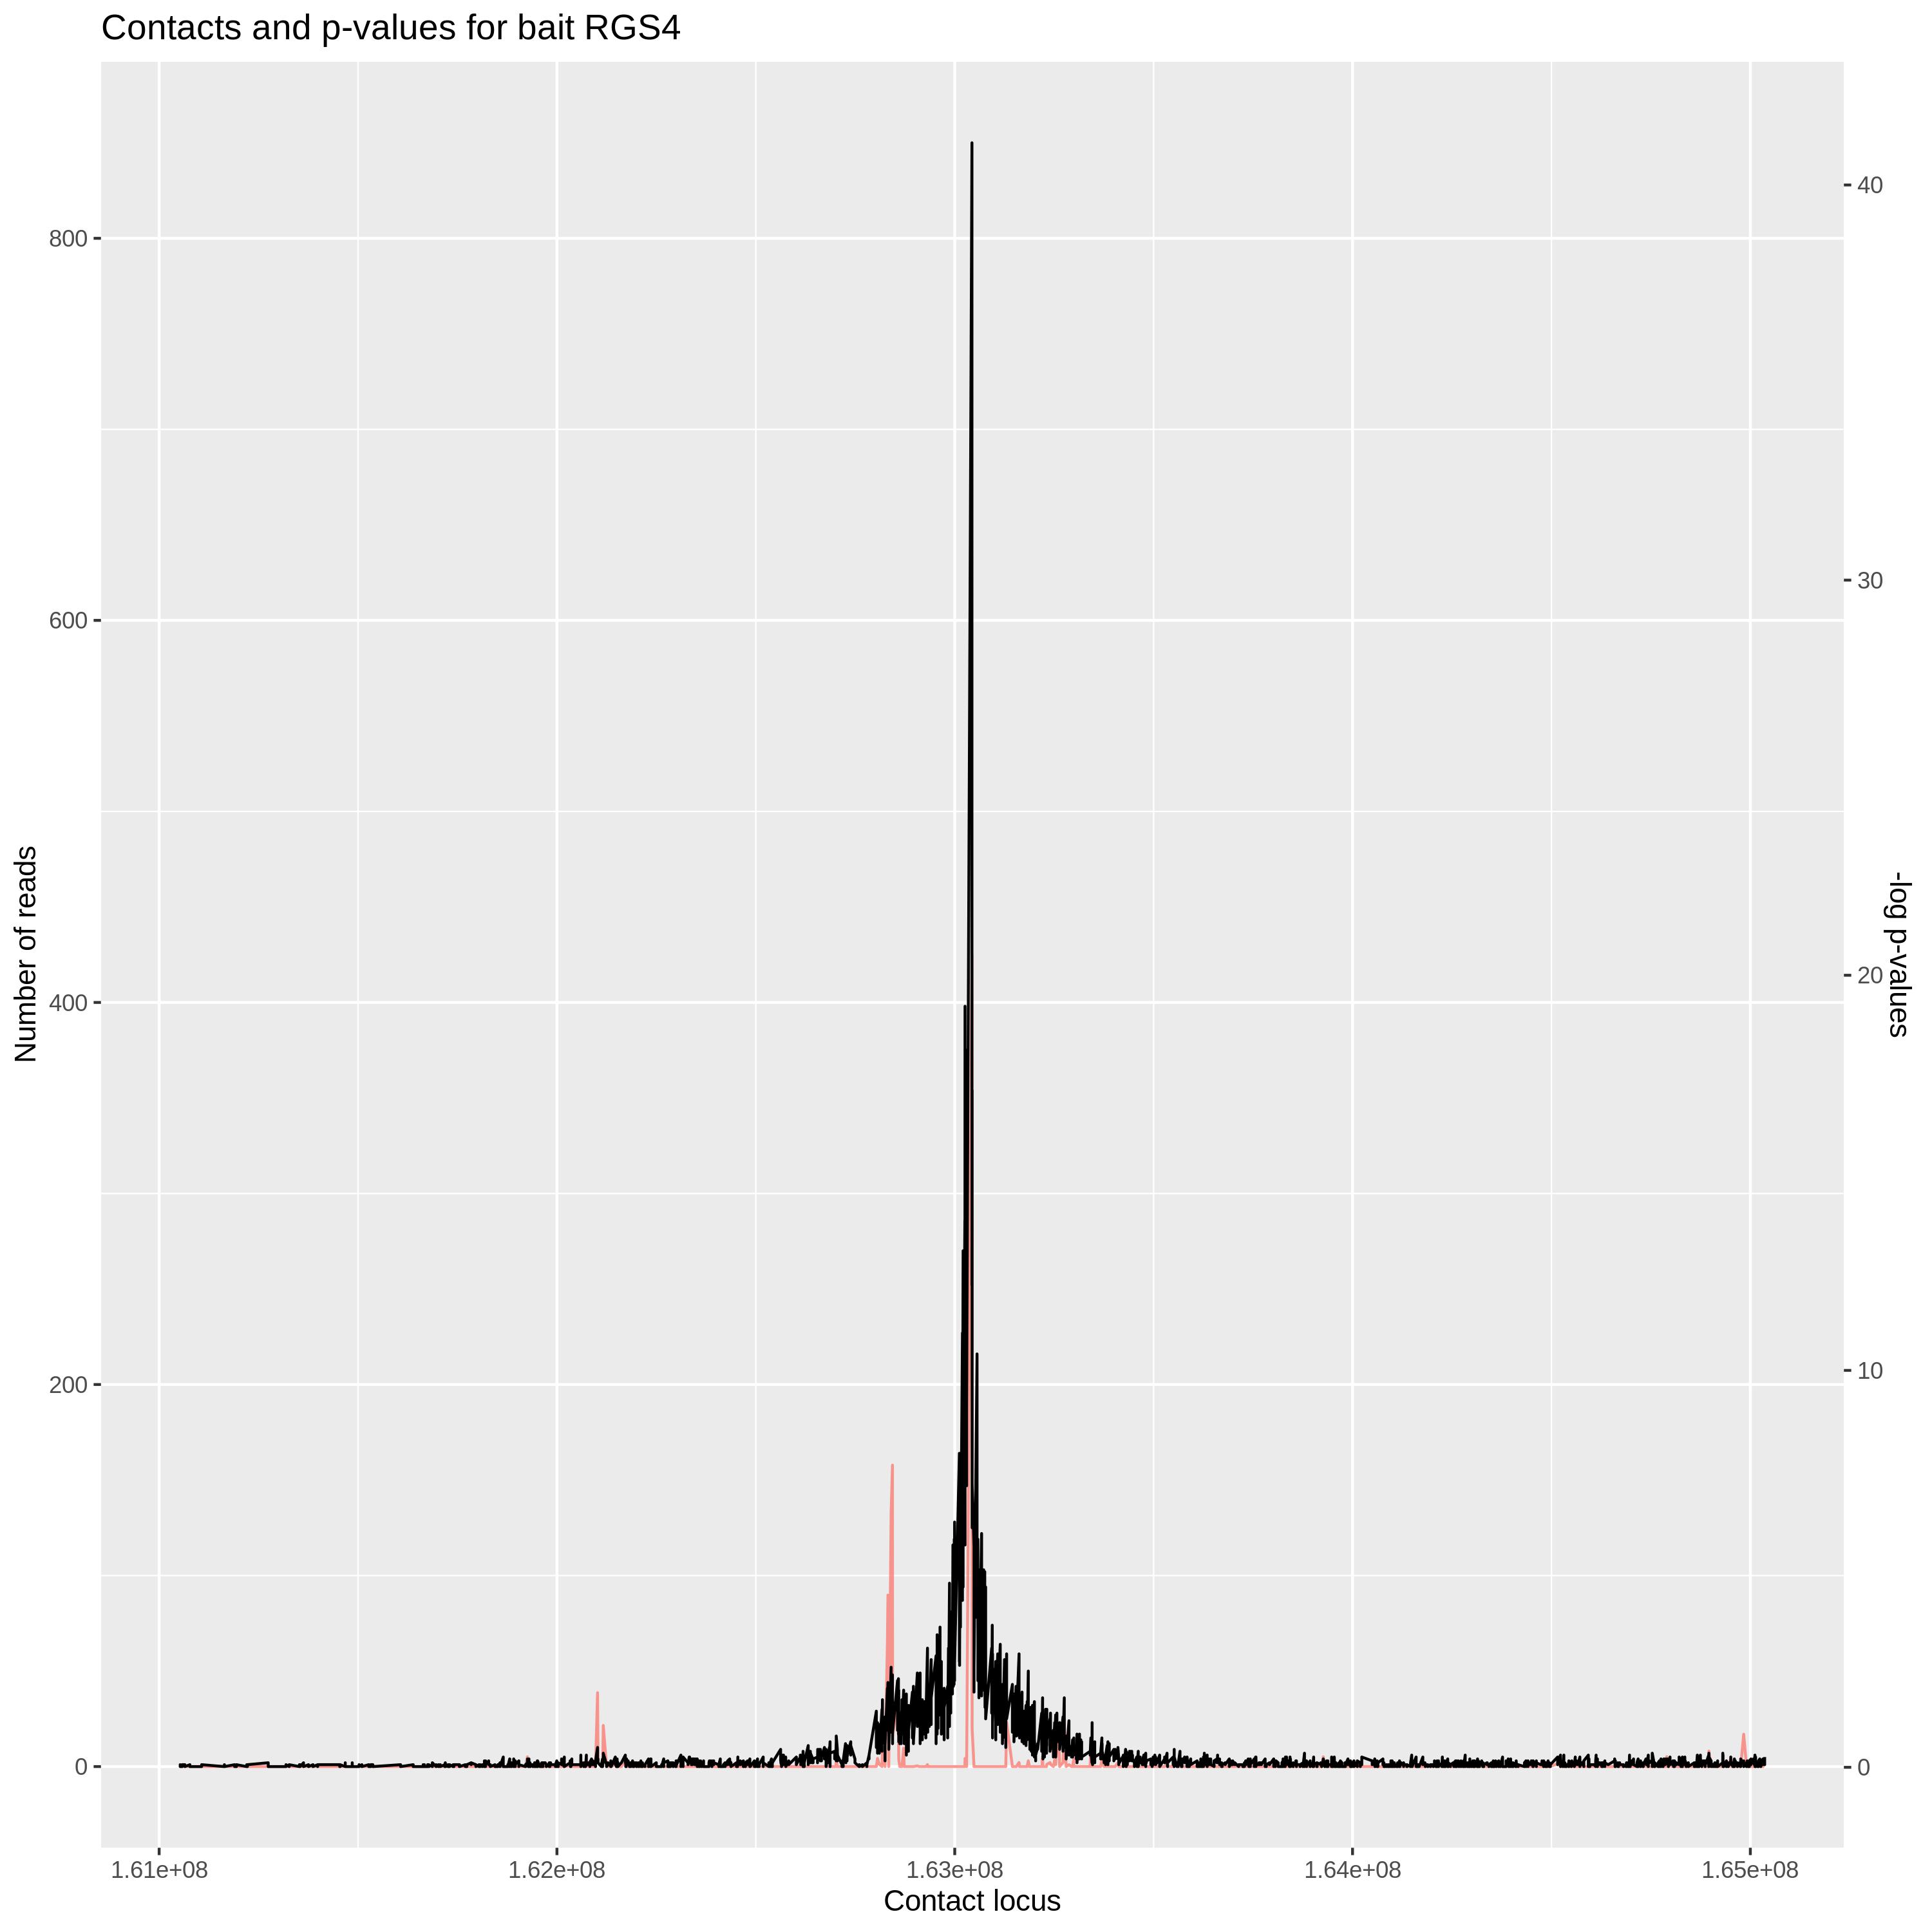 Contacts and p-values for bait RGS4
Number of reads
800
600
400
200
0
40
30
20
10
0
-log p-values
1.61e+08
1.62e+08
1.63e+08
1.64e+08
1.65e+08
Contact locus